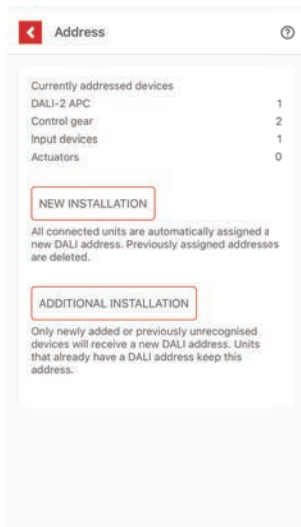 Address
Currently addressed devices
DALI-2 APC 1
Control gear 2
Input devices 1
Actuators 0
NEW INSTALLATION
All connected units are automatically assigned a
new DALI address. Previously assigned addresses
are deleted.
ADDITIONAL INSTALLATION
Only newly added or previously unrecognised
devices will receive a new DALI address. Units
that already have a DALI address keep this
address.